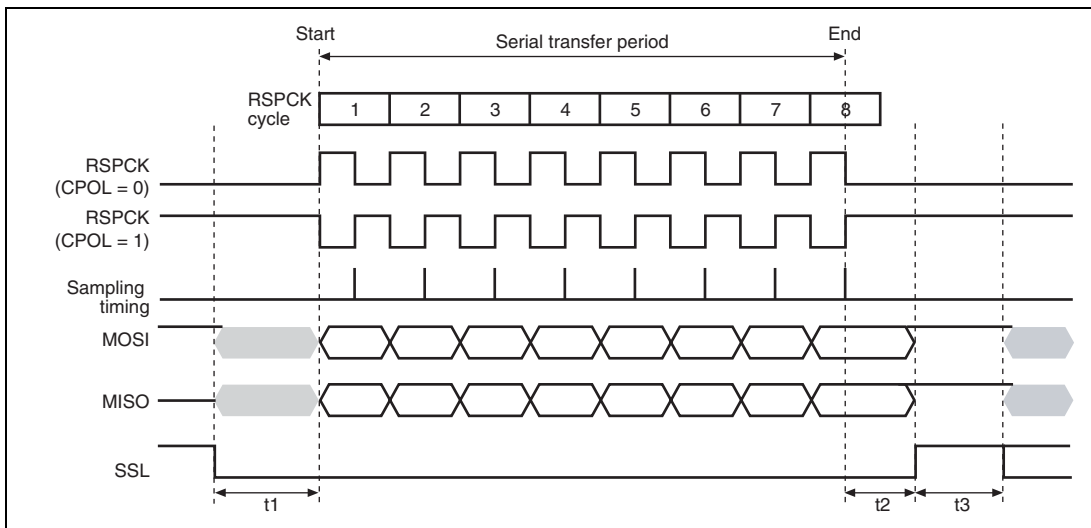 Start
End
Serial transfer period
RSPCK
cycle
1 2 3 4 5 6 7 8
RSPCK
(CPOL = 0)
RSPCK
(CPOL = 1)
Sampling
timing
MOSI
MISO
SSL
t1
t2
t3